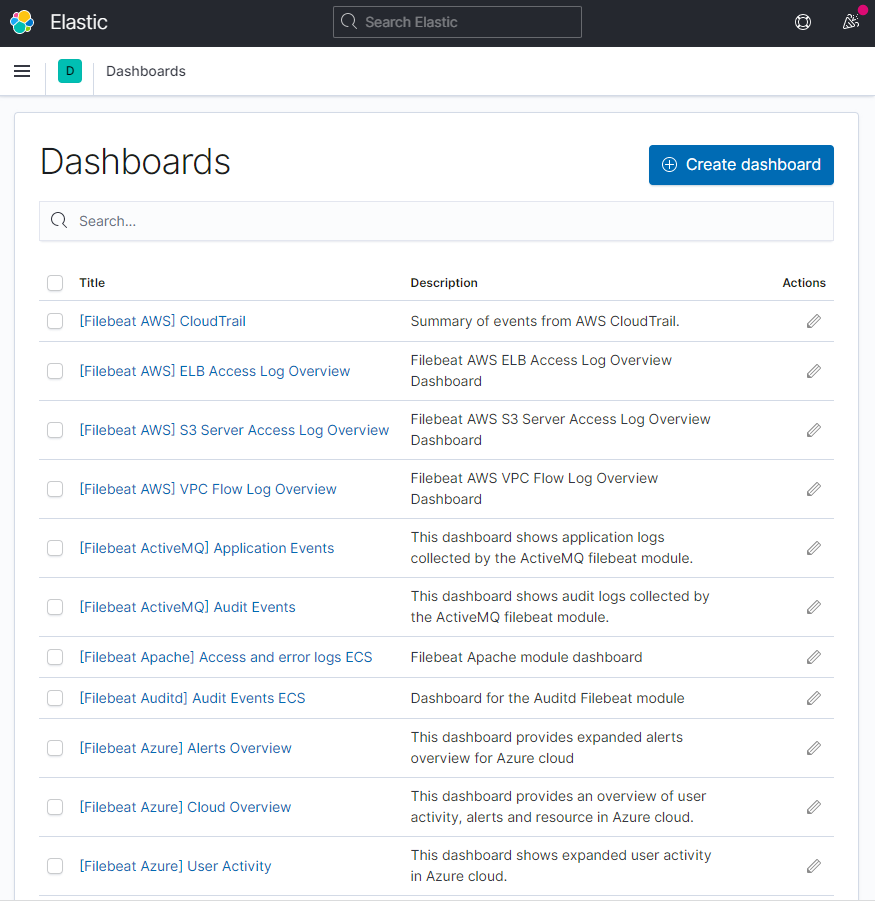 Elastic
Search Elastic
D
Dashboards
Dashboards
Create dashboard
Search...
Title Description Actions
[Filebeat AWS] CloudTrail Summary of events from AWS CloudTrail.
[Filebeat AWS] ELB Access Log Overview Filebeat AWS ELB Access Log Overview
Dashboard
[Filebeat AWS] S3 Server Access Log Overview Filebeat AWS S3 Server Access Log Overview
Dashboard
[Filebeat AWS] VPC Flow Log Overview Filebeat AWS VPC Flow Log Overview
Dashboard
[Filebeat ActiveMQ] Application Events This dashboard shows application logs
collected by the ActiveMQ filebeat module.
[Filebeat ActiveMQ] Audit Events This dashboard shows audit logs collected by
the ActiveMQ filebeat module.
[Filebeat Apache] Access and error logs ECS Filebeat Apache module dashboard
[Filebeat Auditd] Audit Events ECS Dashboard for the Auditd Filebeat module
[Filebeat Azure] Alerts Overview This dashboard provides expanded alerts
overview for Azure cloud
[Filebeat Azure] Cloud Overview This dashboard provides an overview of user
activity, alerts and resource in Azure cloud.
[Filebeat Azure] User Activity This dashboard shows expanded user activity
in Azure cloud.